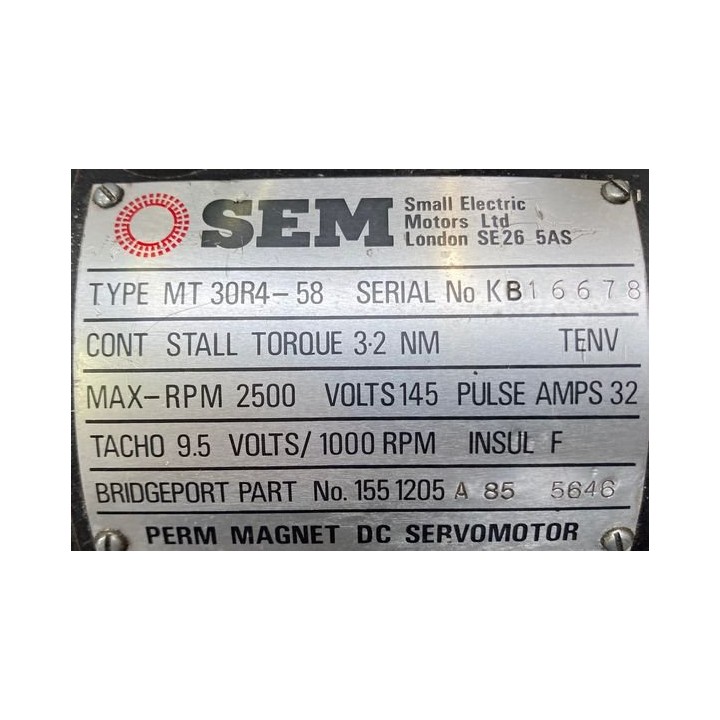 SEM
Small Electric
Motors Ltd
London SE26 5AS
TYPE MT 30R4-58 SERIAL No KB16678
CONT STALL TORQUE 3·2 NM TENV
MAX-RPM 2500 VOLTS 145 PULSE AMPS 32
TACHO 9.5 VOLTS/1000 RPM INSUL F
BRIDGEPORT PART No. 155 1205 A 85 5646
PERM MAGNET DC SERVOMOTOR